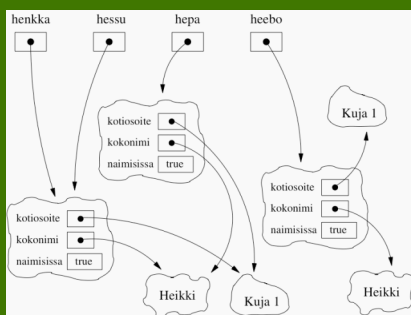 henkka hessu hepa heebo
kotiosoite
kokonimi
naimisissa true
Kuja 1
kotiosoite
kokonimi
naimisissa true
kotiosoite
kokonimi
naimisissa true
Heikki
Kuja 1
Heikki